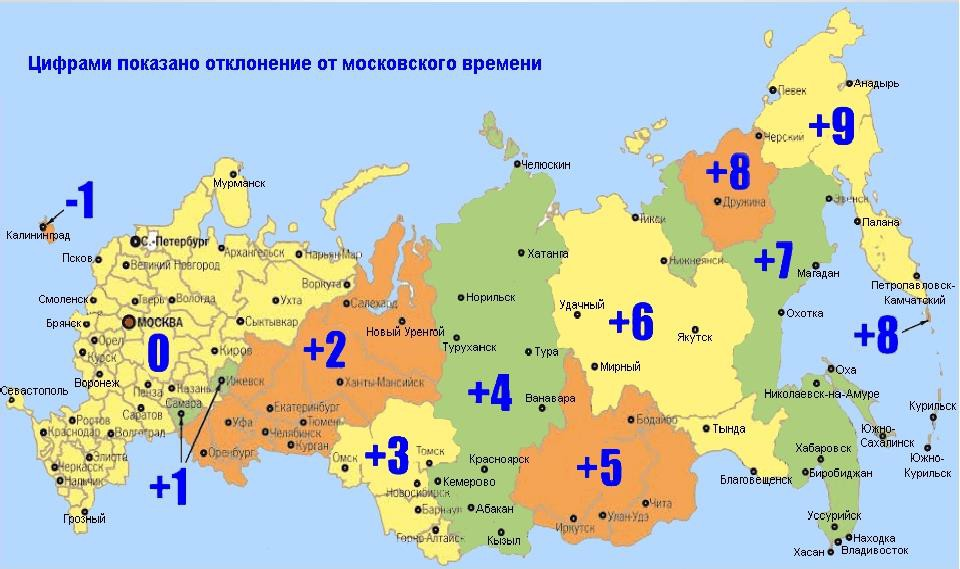 Цифрами показано отклонение от московского времени
Певек
Анадырь
+9
Черский
Челюскин
Мурманск
+8
-1
Дружина
Эвенск
Калининград
С.-Петербург
Тикси
Палана
Псков
Архангельск
Нарьян-Мар
Хатанга
Нижнеянск
+7
Магадан
Великий Новгород
Воркута
Петропавловск-
Камчатский
Смоленск
Тверь
Вологда
Ухта
Салехард
Норильск
Удачный
Охотка
Брянск
МОСКВА
Сыктывкар
Новый Уренгой
+6
Якутск
+8
Орел
0
Киров
+2
Туруханск
Тура
Курск
Мирный
Оха
Воронеж
Ижевск
Ханты-Мансийск
+4
Николаевск-на-Амуре
Севастополь
Пенза
Казань
Ванавара
Курильск
Саратов
Самара
Екатеринбург
Бодайбо
Ростов
Уфа
Тюмень
Тында
Южно-
Сахалинск
Краснодар
Волгоград
Челябинск
Курган
+3
Томск
Хабаровск
Элиста
Оренбург
Омск
Красноярск
+5
Южно-
Курильск
Черкасск
Нальчик
+1
Новосибирск
Кемерово
Благовещенск
Биробиджан
Грозный
Барнаул
Абакан
Чита
Уссурийск
Горно-Алтайск
Кызыл
Иркутск
Улан-Удэ
Находка
Хасан
Владивосток